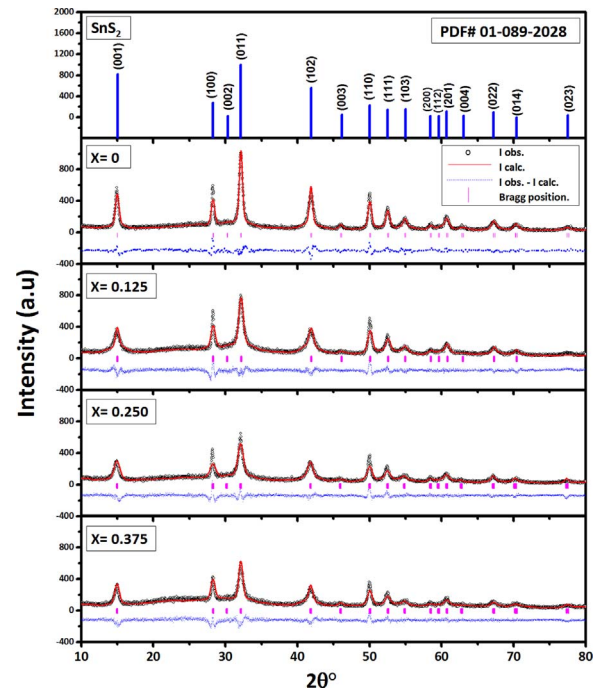 SnS2
PDF# 01-089-2028
2000
1600
1200
800
400
0
(001)
(100)
(002)
(011)
(102)
(003)
(110)
(111)
(103)
(200)
(112)
(201)
(004)
(022)
(014)
(023)
X= 0
I obs.
I calc.
I obs. - I calc.
Bragg position.
800
400
0
-400
X= 0.125
800
400
0
-400
X= 0.250
800
400
0
-400
X= 0.375
800
400
0
-400
10 20 30 40 50 60 70 80
2θ°
Intensity (a.u)